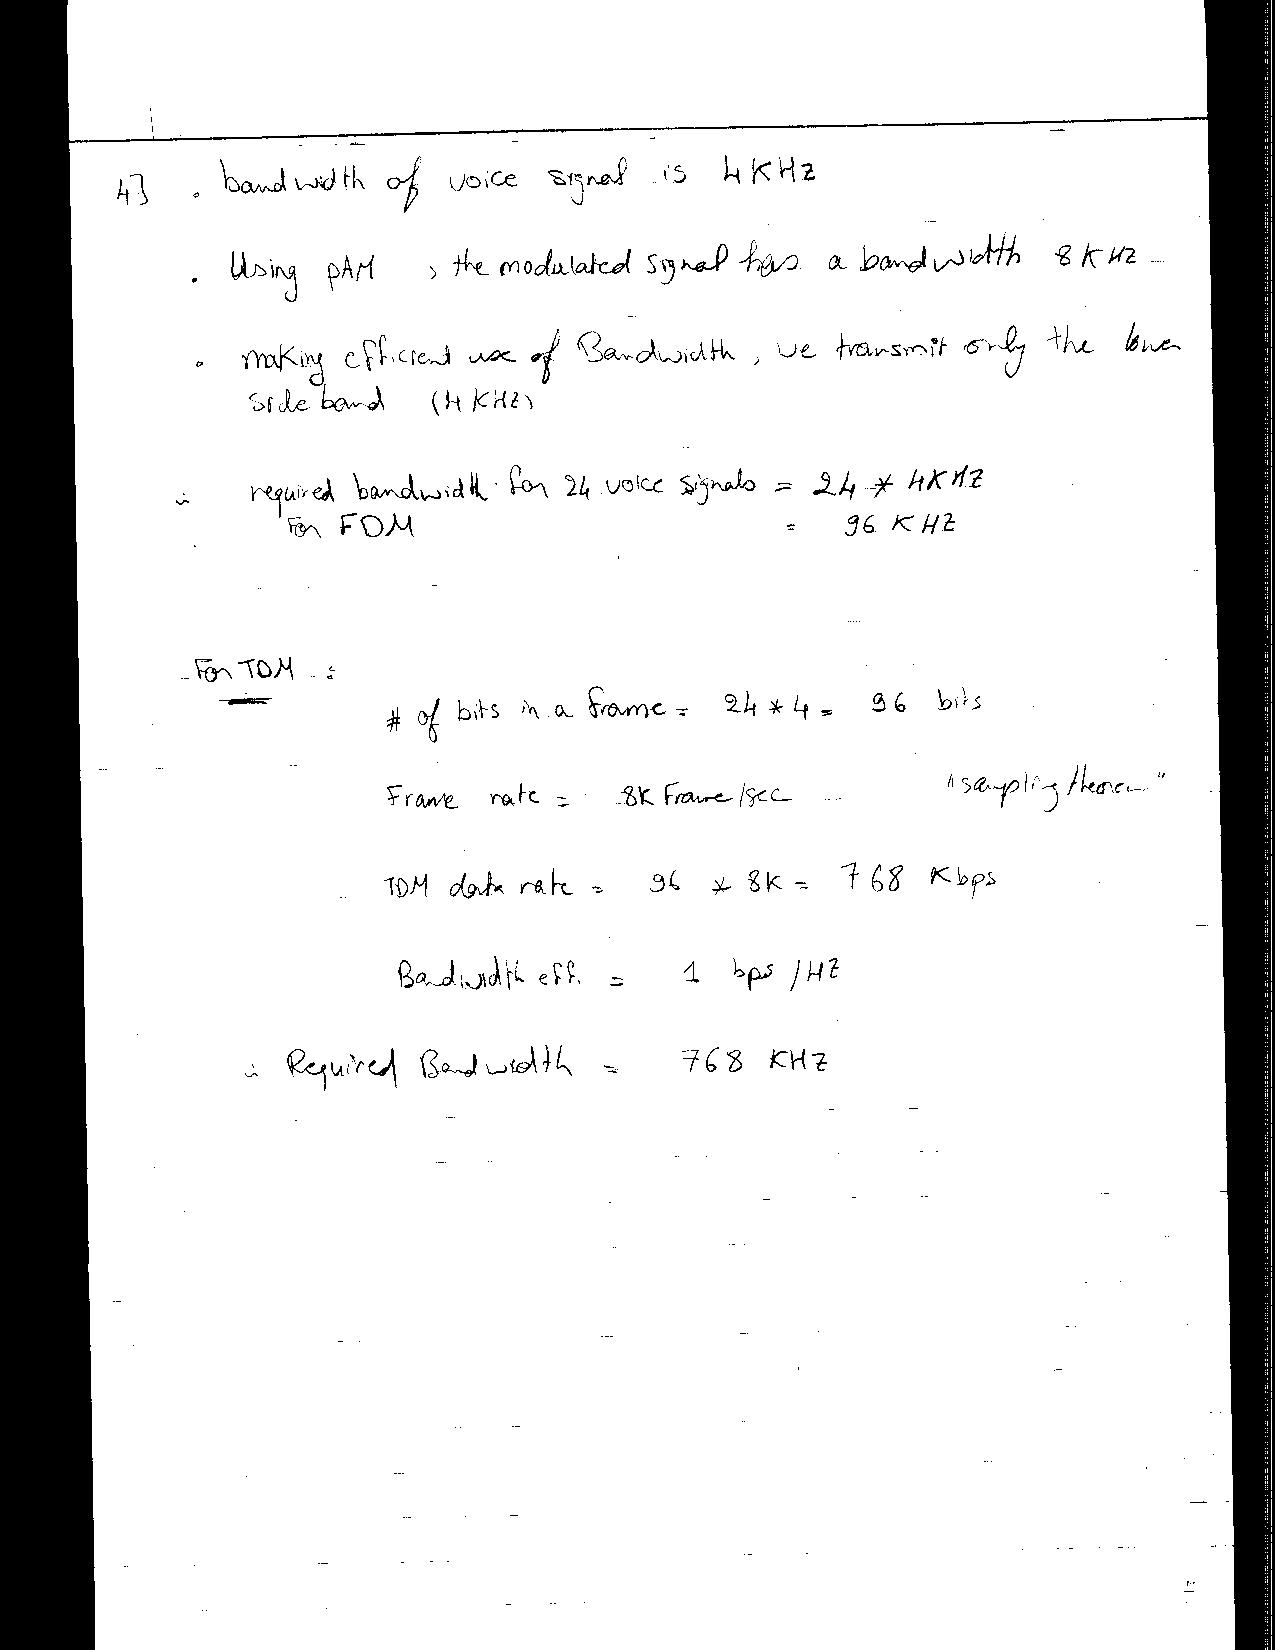 4] . bandwidth of voice signal is 4KHZ
. Using PAM , the modulated signal has a bandwidth 8KHZ
. making efficient use of Bandwidth, we transmit only the lower
side band (4KHZ)
∴ required bandwidth for 24 voice signals = 24 * 4KHZ
For FDM = 96 KHZ
- For TDM - :
# of bits in a frame = 24 * 4 = 96 bits
Frame rate = 8K Frame/sec "sampling theorem"
TDM data rate = 96 * 8K = 768 Kbps
Bandwidth eff. = 1 bps/HZ
∴ Required Bandwidth = 768 KHZ